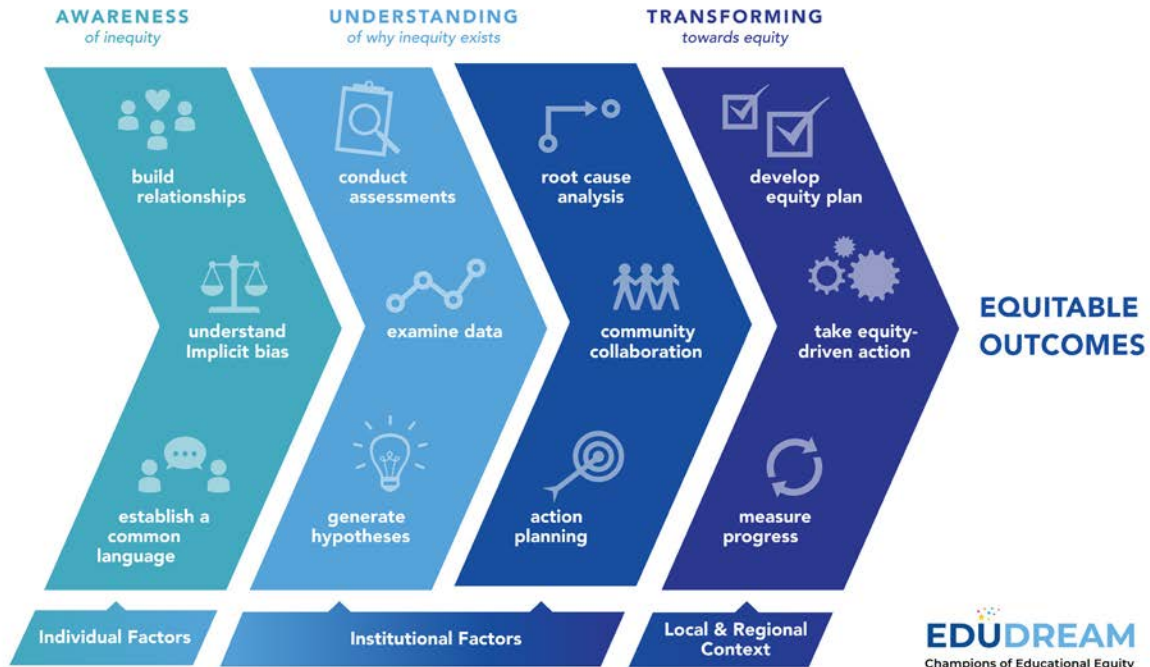 AWARENESS
of inequity
UNDERSTANDING
of why inequity exists
TRANSFORMING
towards equity
build
relationships
understand
Implicit bias
establish a
common
language
conduct
assessments
examine data
generate
hypotheses
root cause
analysis
community
collaboration
action
planning
develop
equity plan
take equity-
driven action
measure
progress
EQUITABLE
OUTCOMES
Individual Factors
Institutional Factors
Local & Regional
Context
EDUDREAM
Champions of Educational Equity